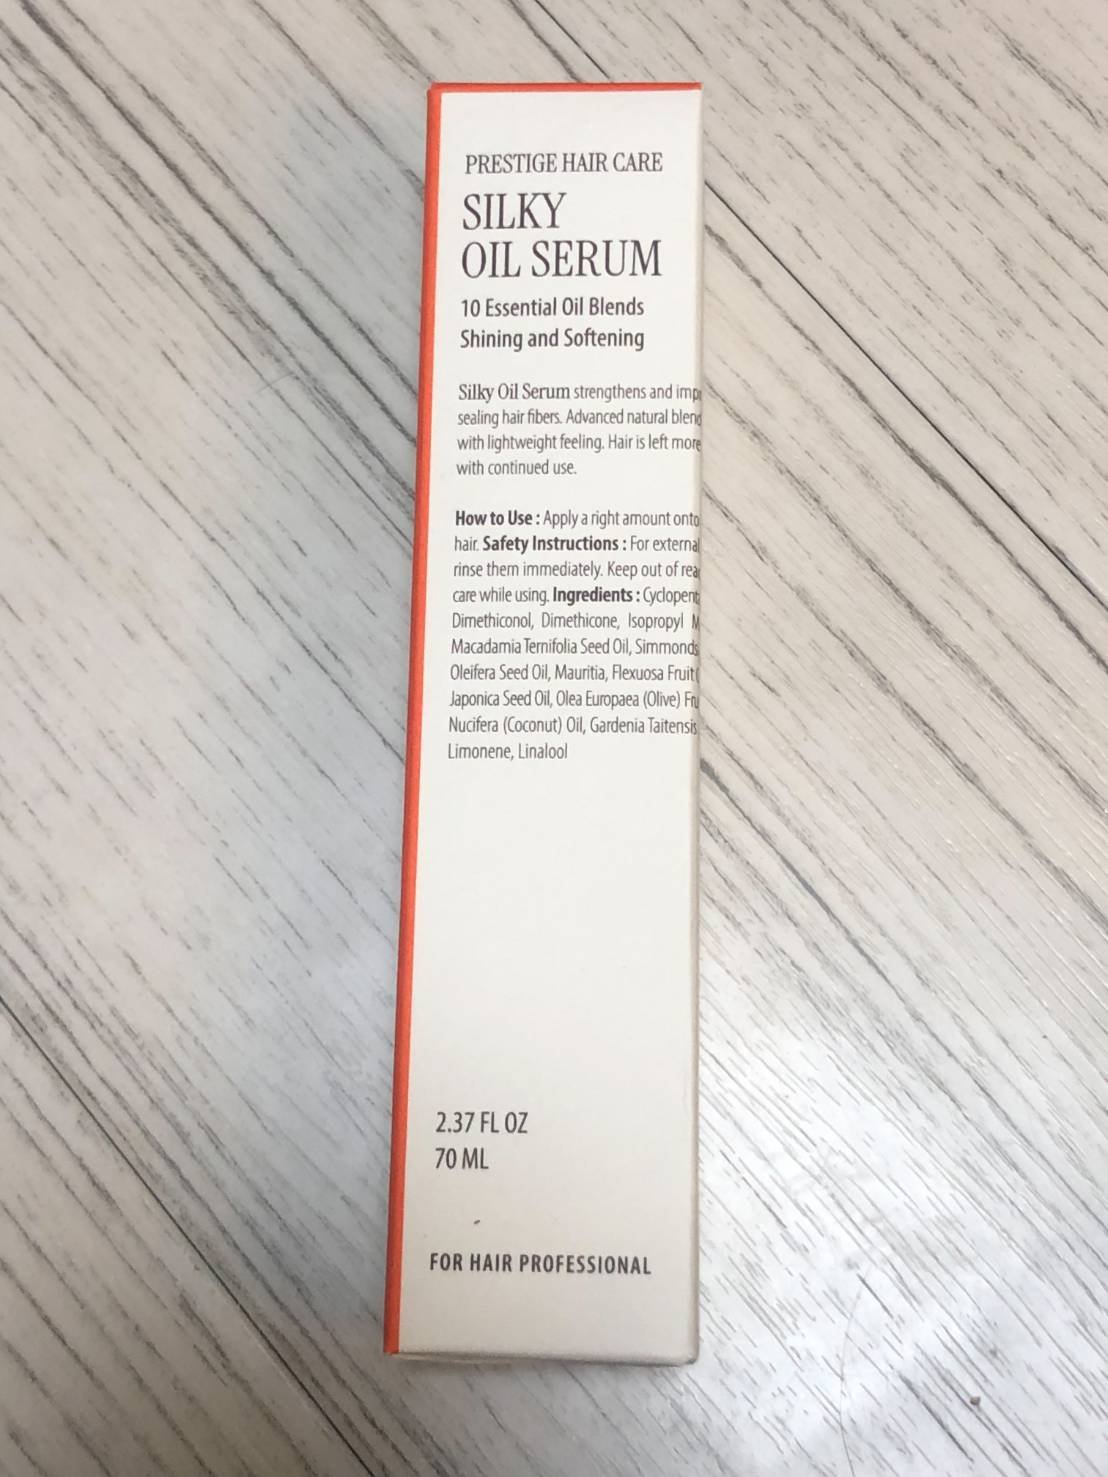 PRESTIGE HAIR CARE
SILKY
OIL SERUM
10 Essential Oil Blends
Shining and Softening
Silky Oil Serum strengthens and
sealing hair fibers. Advanced natural
with lightweight feeling. Hair is left more
with continued use.
How to Use : Apply a right amount onto
hair. Safety Instructions : For
rinse them immediately. Keep out of
care while using. Ingredients :
Dimethiconol, Dimethicone, Isopropyl
Macadamia Ternifolia Seed Oil,
Oleifera Seed Oil, Mauritia, Flexuosa Fruit
Japonica Seed Oil, Olea Europaea (Olive)
Nucifera (Coconut) Oil, Gardenia Taitensis
Limonene, Linalool
2.37 FL OZ
70 ML
FOR HAIR PROFESSIONAL